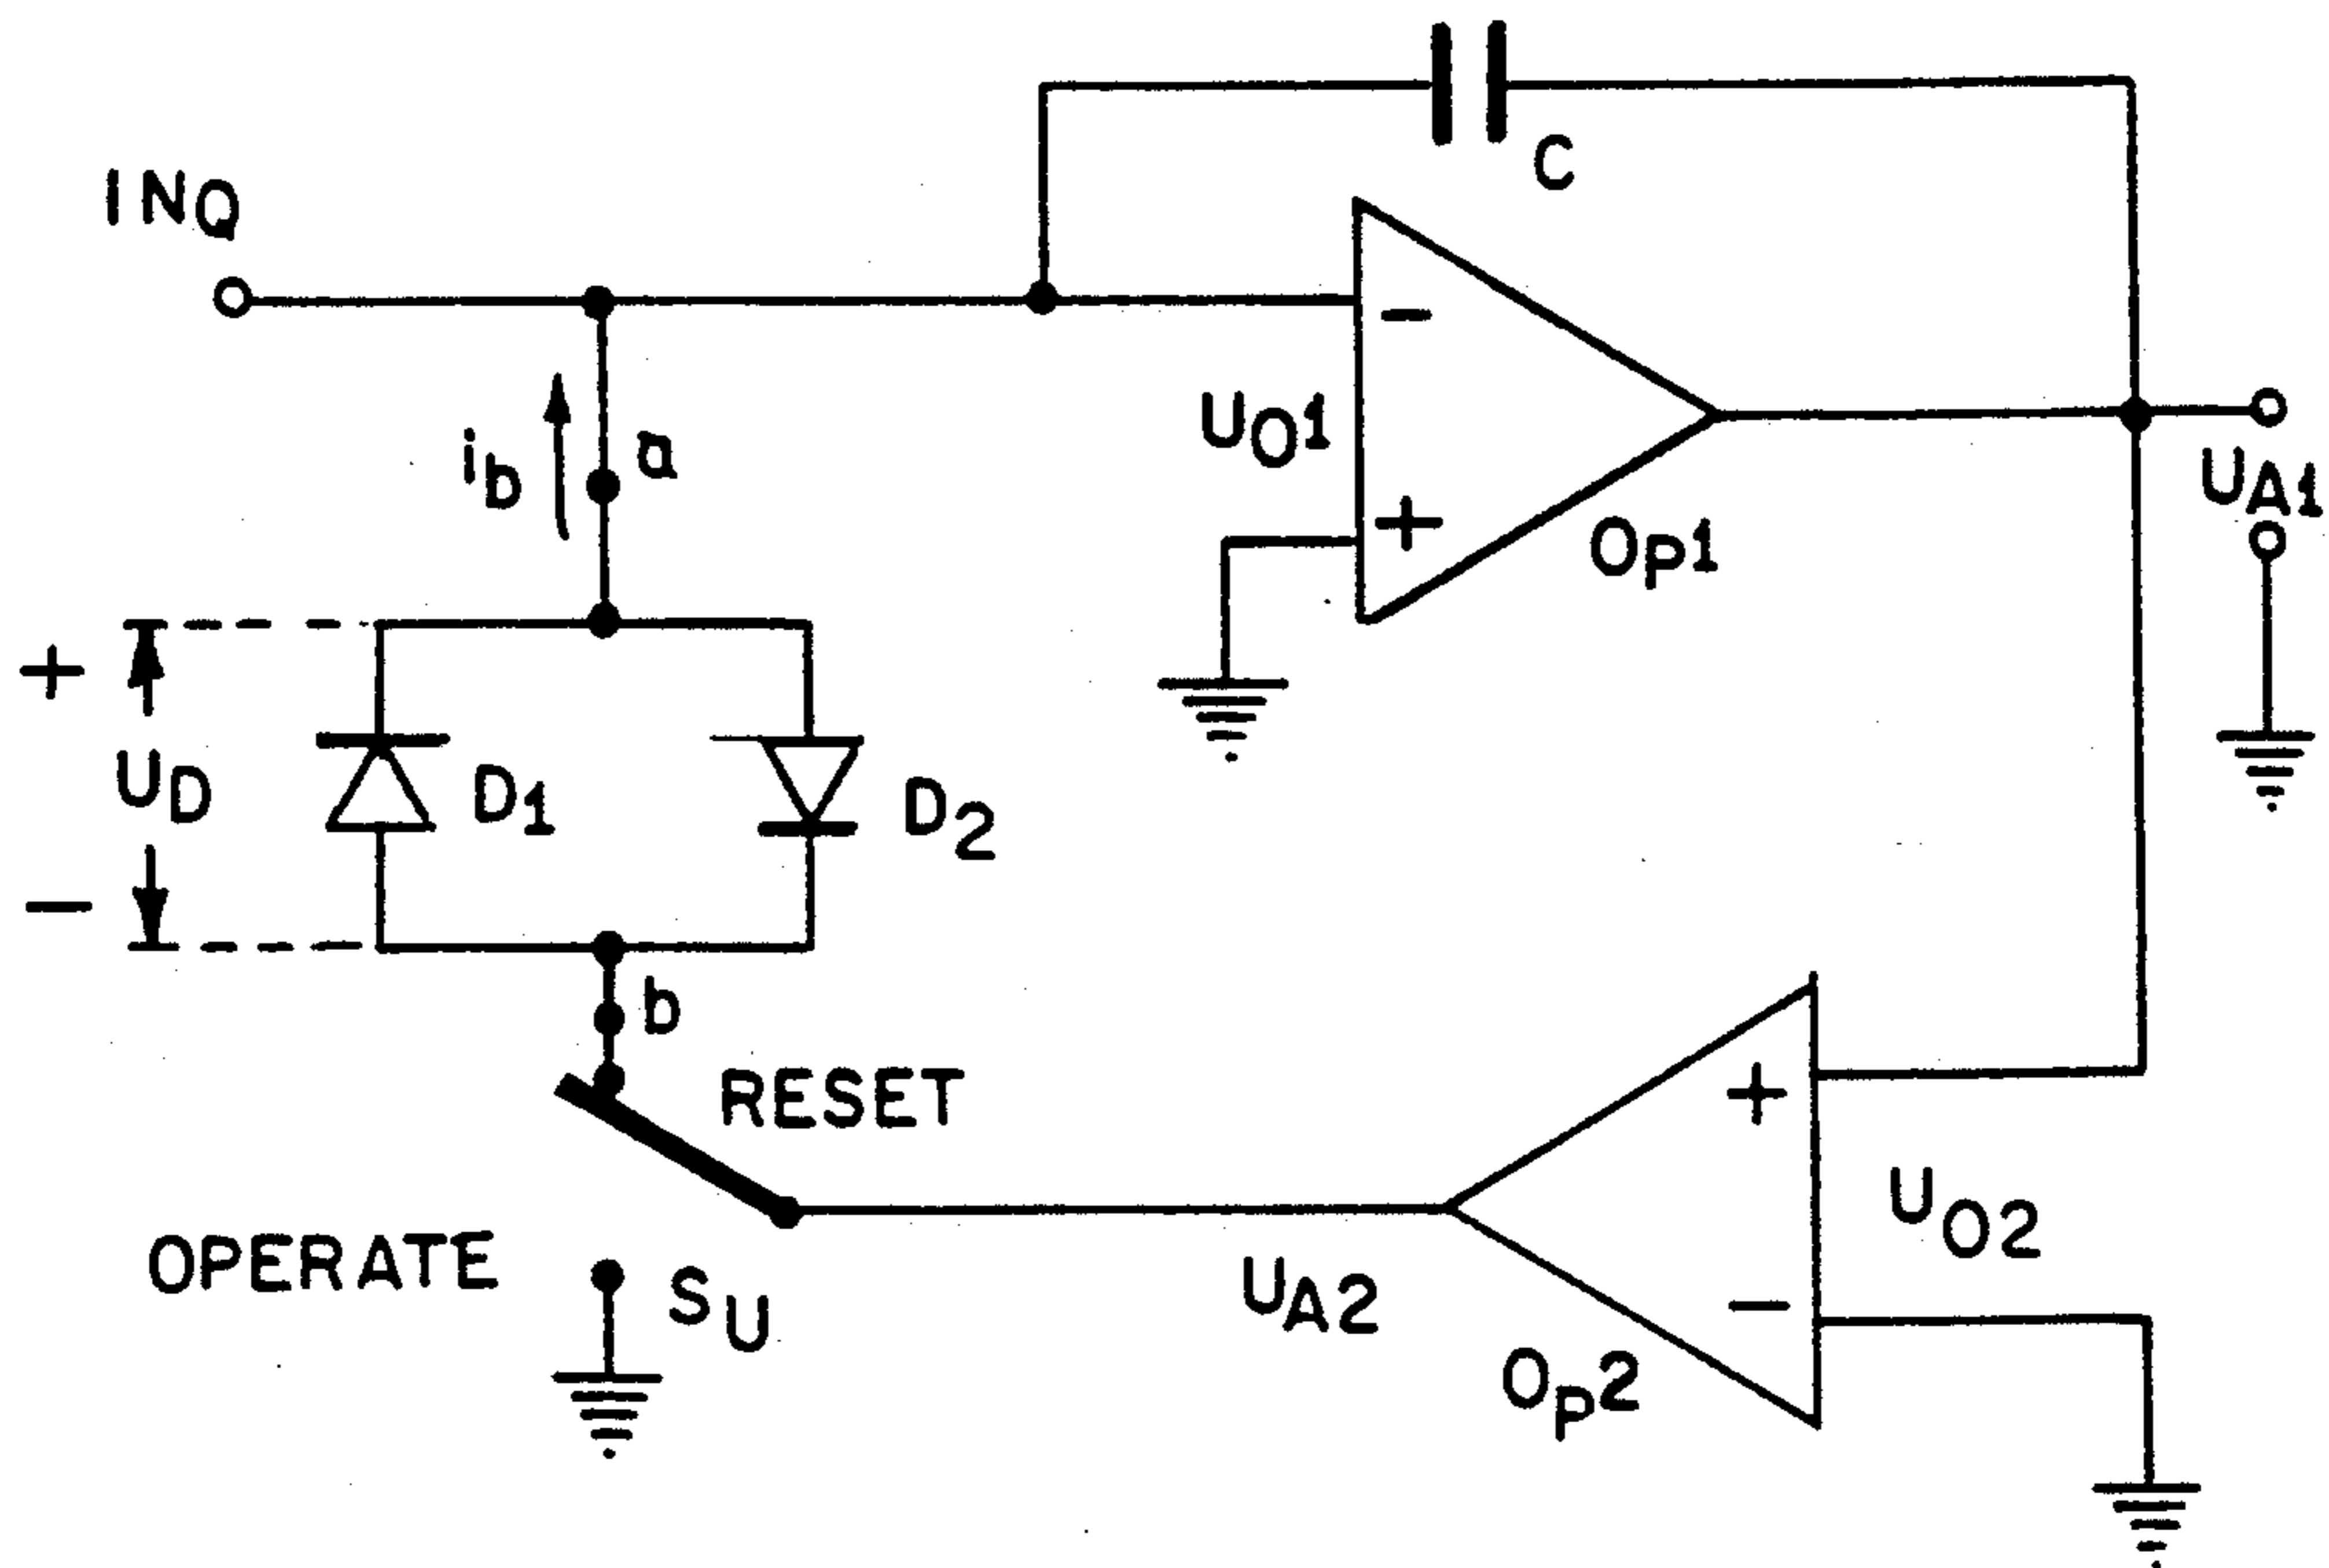 C
INQ
-
UO1
+
OP1
UA1
ib
a
+
UD
-
D1
D2
b
RESET
+
UO2
OPERATE
SU
UA2
-
OP2